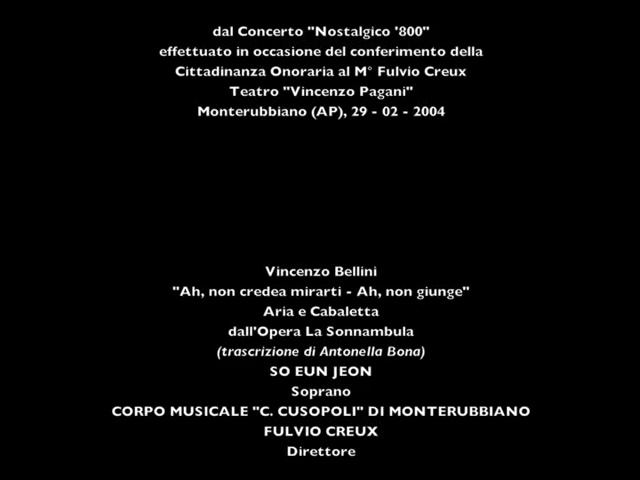 dal Concerto "Nostalgico '800"
effettuato in occasione del conferimento della
Cittadinanza Onoraria al M° Fulvio Creux
Teatro "Vincenzo Pagani"
Monterubbiano (AP), 29 - 02 - 2004
Vincenzo Bellini
"Ah, non credea mirarti - Ah, non giunge"
Aria e Cabaletta
dall'Opera La Sonnambula
(trascrizione di Antonella Bona)
SO EUN JEON
Soprano
CORPO MUSICALE "C. CUSOPOLI" DI MONTERUBBIANO
FULVIO CREUX
Direttore